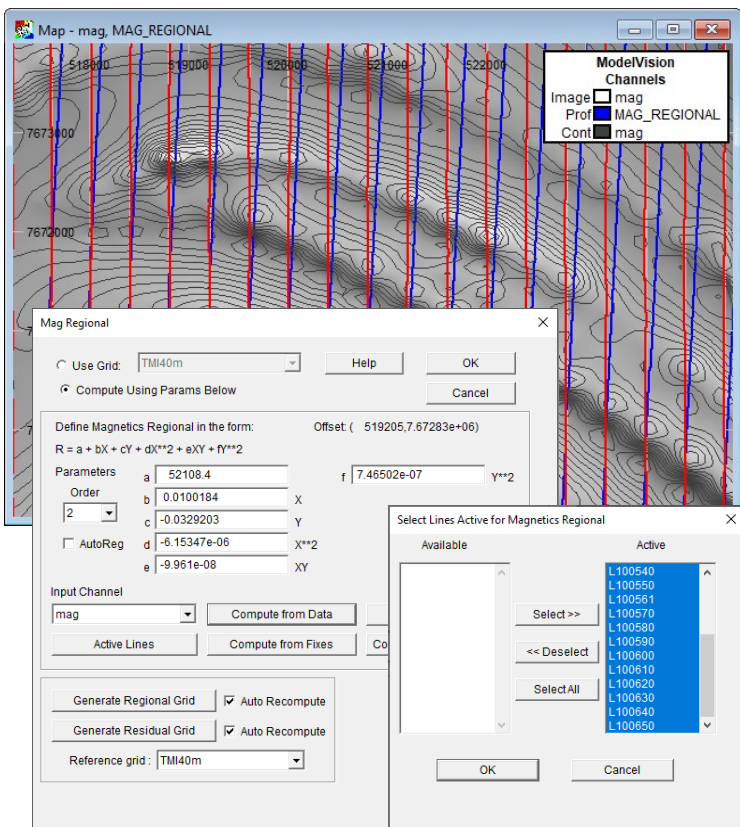 Map - mag, MAG_REGIONAL
518000 519000 520000 521000 522000
ModelVision
Channels
Image mag
Prof MAG_REGIONAL
Cont mag
7673000
7672000
Mag Regional
Use Grid: TMI40m Help OK
Compute Using Params Below Cancel
Define Magnetics Regional in the form: Offset: ( 519205,7.67283e+06)
R = a + bX + cY + dX**2 + eXY + fY**2
Parameters a 52108.4 f 7.46502e-07 Y**2
Order b 0.0100184 X
2 c -0.0329203 Y
AutoReg d -6.15347e-06 X**2
e -9.961e-08 XY
Input Channel
mag Compute from Data
Active Lines Compute from Fixes Co
Generate Regional Grid Auto Recompute
Generate Residual Grid Auto Recompute
Reference grid : TMI40m
Select Lines Active for Magnetics Regional
Available Active
L100540
L100550
L100561
L100570
L100580
L100590
L100600
L100610
L100620
L100630
L100640
L100650
Select >>
<< Deselect
Select All
OK Cancel